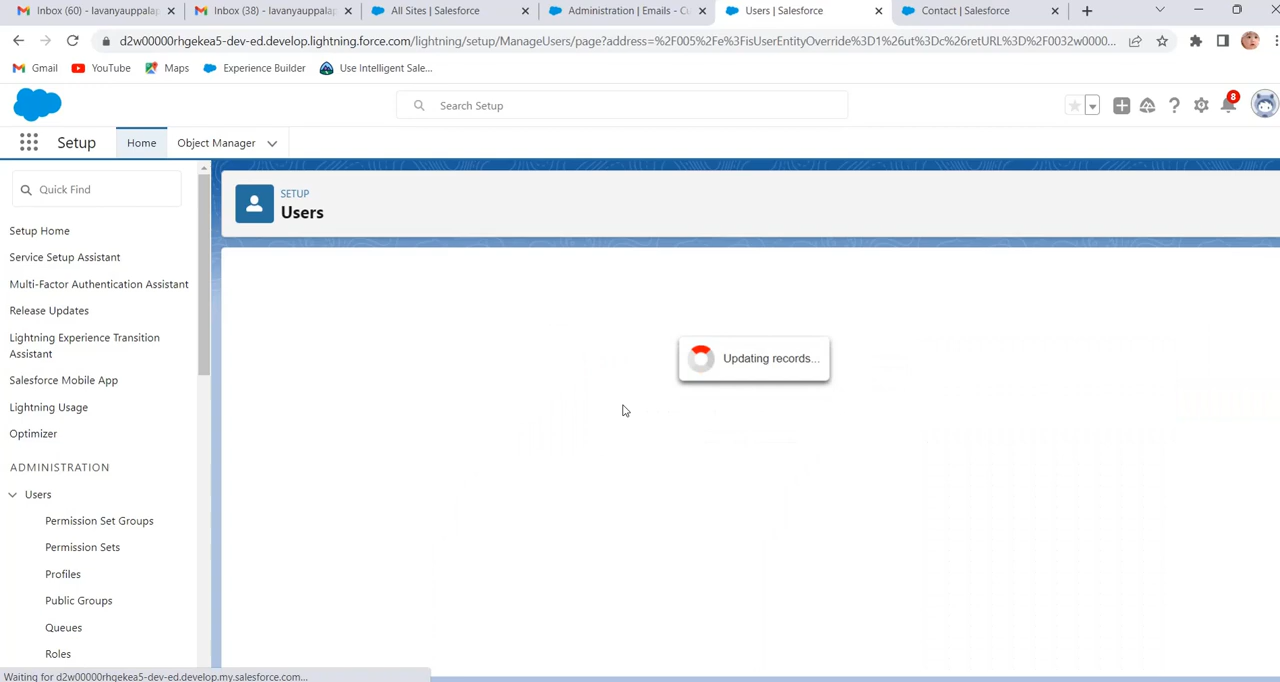 Inbox (60) - lavanyauppalap
Inbox (38) - lavanyauppalap
All Sites | Salesforce
Administration | Emails - Cu
Users | Salesforce
Contact | Salesforce
d2w00000rhgekea5-dev-ed.develop.lightning.force.com/lightning/setup/ManageUsers/page?address=%2F005%2Fe%3FisUserEntityOverride%3D1%26ut%3Dc%26retURL%3D%2F0032w0000...
Gmail
YouTube
Maps
Experience Builder
Use Intelligent Sale...
Search Setup
8
Setup
Home
Object Manager
Quick Find
SETUP
Users
Setup Home
Service Setup Assistant
Multi-Factor Authentication Assistant
Release Updates
Lightning Experience Transition
Assistant
Salesforce Mobile App
Lightning Usage
Optimizer
ADMINISTRATION
Users
Permission Set Groups
Permission Sets
Profiles
Public Groups
Queues
Roles
Updating records...
Waiting for d2w00000rhgekea5-dev-ed.develop.my.salesforce.com...